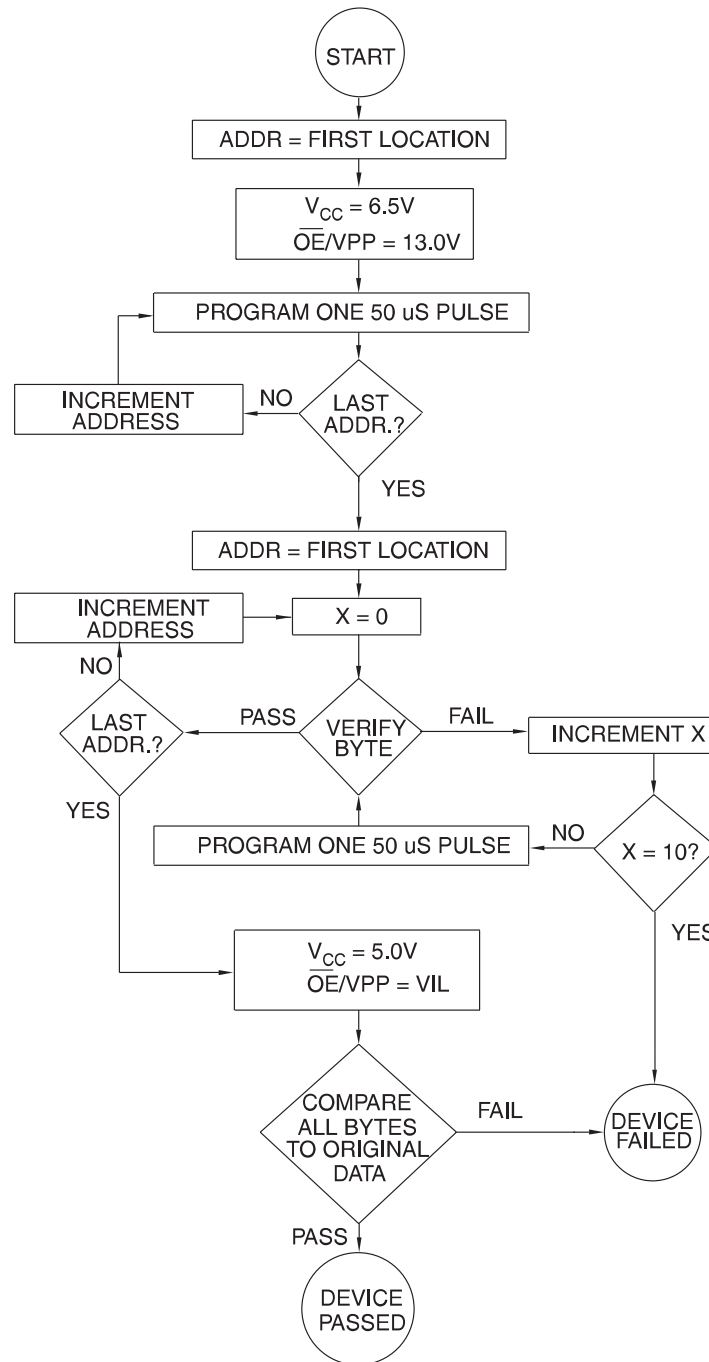 START
ADDR = FIRST LOCATION
VCC = 6.5V
OE/VPP = 13.0V
PROGRAM ONE 50 uS PULSE
INCREMENT
ADDRESS
NO
LAST
ADDR.?
YES
ADDR = FIRST LOCATION
INCREMENT
ADDRESS
X = 0
NO
LAST
ADDR.?
PASS
VERIFY
BYTE
FAIL
INCREMENT X
YES
PROGRAM ONE 50 uS PULSE
NO
X = 10?
YES
VCC = 5.0V
OE/VPP = VIL
COMPARE
ALL BYTES
TO ORIGINAL
DATA
FAIL
DEVICE
FAILED
PASS
DEVICE
PASSED